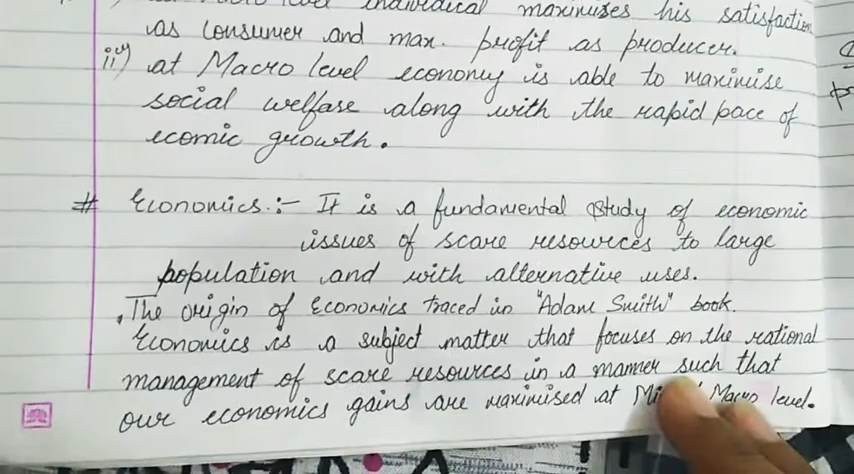 individual maximizes his satisfaction
as consumer and max. profit as producer.
ii) at Macro level economy is able to maximise
social welfare along with the rapid pace of
ecomic growth.
# Economics :- It is a fundamental study of economic
issues of scare resources to large
population and with alternative uses.
. The origin of Economics traced in "Adam Smith" book.
Economics is a subject matter that focuses on the rational
management of scare resources in a manner such that
our economics gains are maximised at Macro level.